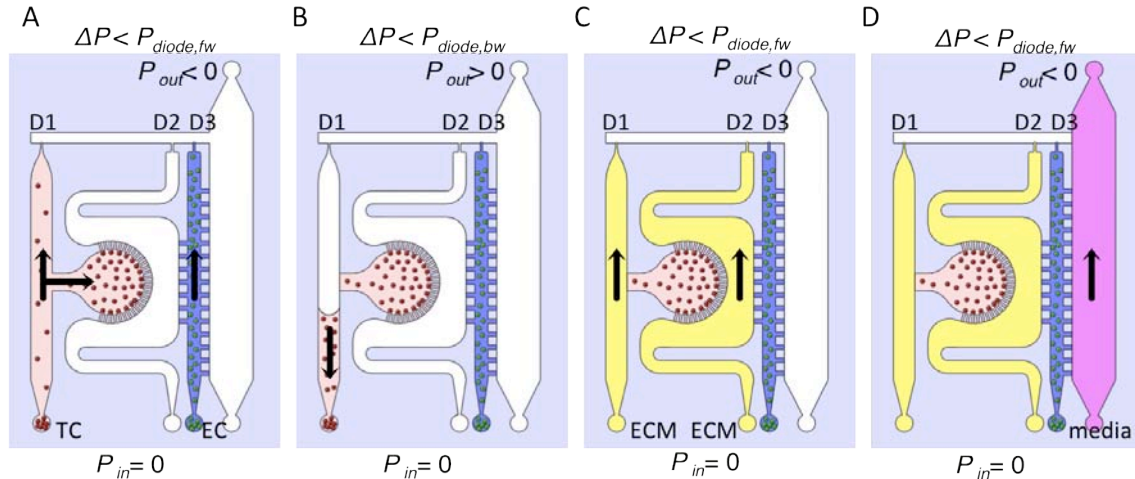 A
ΔP < P_diode,fw
P_out < 0
D1
D2
D3
TC
EC
P_in = 0
B
ΔP < P_diode,bw
P_out > 0
D1
D2
D3
P_in = 0
C
ΔP < P_diode,fw
P_out < 0
D1
D2
D3
ECM
ECM
P_in = 0
D
ΔP < P_diode,fw
P_out < 0
D1
D2
D3
media
P_in = 0